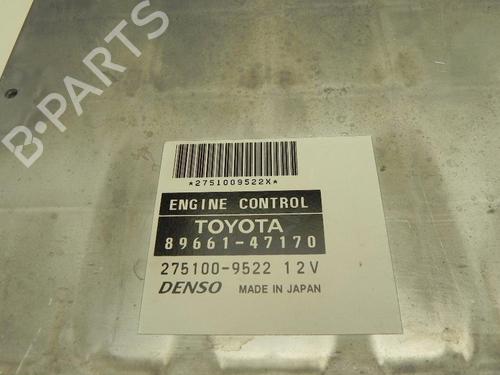 B-PARTS
*2751009522X*
ENGINE CONTROL
TOYOTA
89661-47170
275100-9522 12V
DENSO MADE IN JAPAN